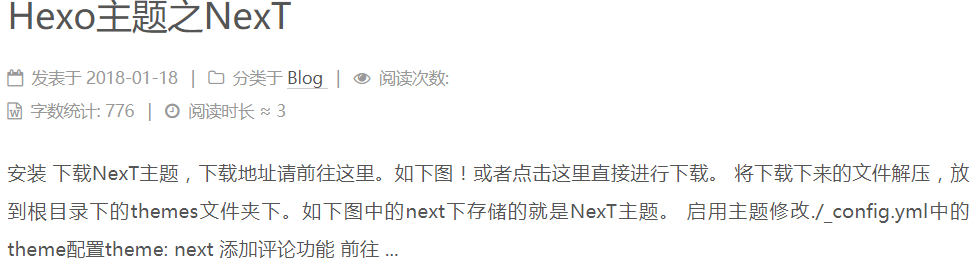 Hexo主题之NexT
发表于 2018-01-18 | 分类于 Blog | 阅读次数:
字数统计: 776 | 阅读时长 ≈ 3
安装 下载NexT主题，下载地址请前往这里。如下图！或者点击这里直接进行下载。 将下载下来的文件解压，放
到根目录下的themes文件夹下。如下图中的next下存储的就是NexT主题。 启用主题修改./_config.yml中的
theme配置theme: next 添加评论功能 前往 ...